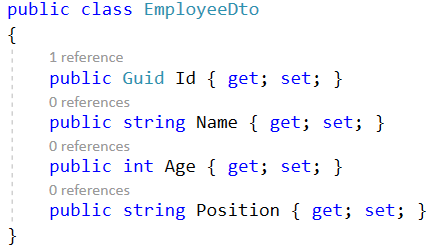 public class EmployeeDto
{
1 reference
public Guid Id { get; set; }
0 references
public string Name { get; set; }
0 references
public int Age { get; set; }
0 references
public string Position { get; set; }
}